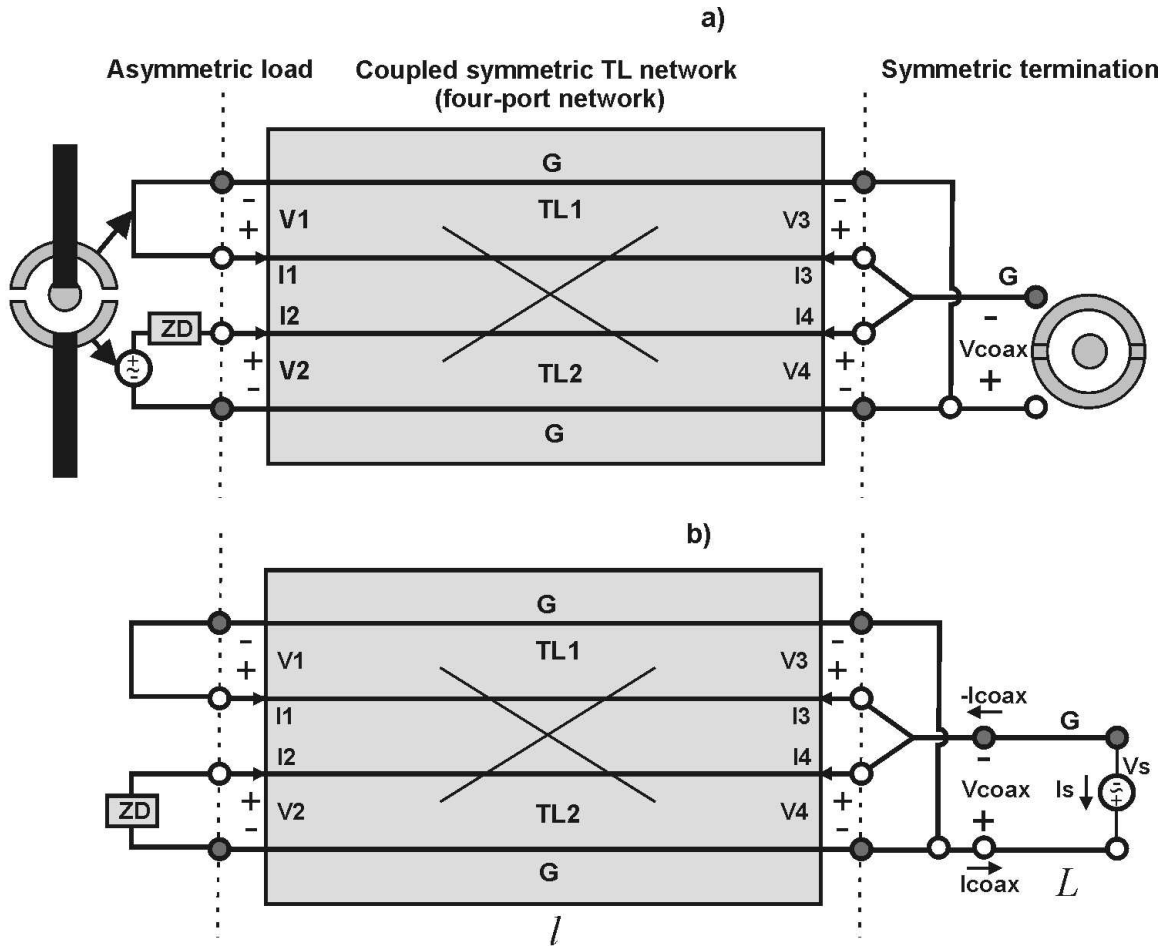 a)
Asymmetric load
Coupled symmetric TL network
(four-port network)
Symmetric termination
G
TL1
- + V1
V3 - +
I1
I3
G
I2
I4
-
ZD
+ -
+ - V2
V4 + -
Vcoax
+
TL2
G
b)
G
TL1
- + V1
V3 - +
I1
I3
-Icoax
G
I2
I4
-
Vs
ZD
+ - V2
V4 + -
Vcoax
Is
- +
+
TL2
G
Icoax
L
l